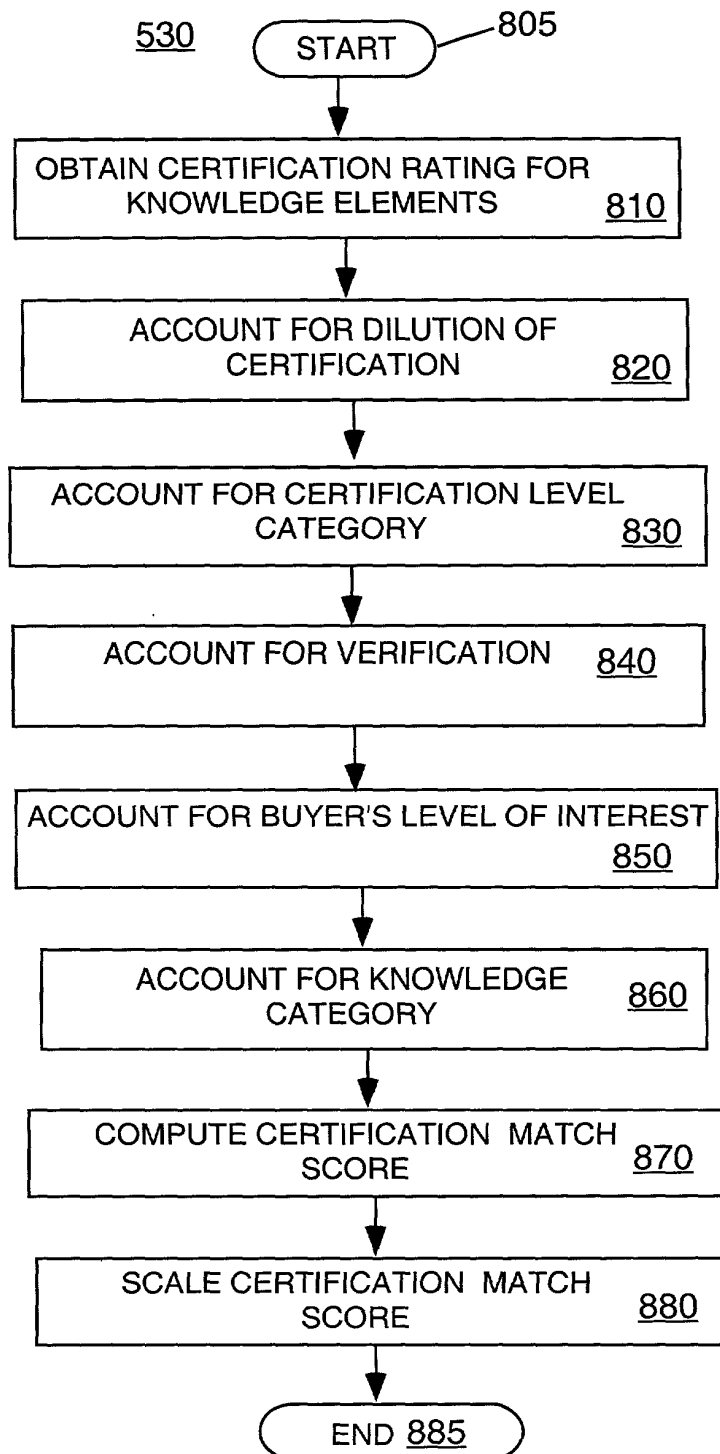 530
START
805
OBTAIN CERTIFICATION RATING FOR
KNOWLEDGE ELEMENTS
810
ACCOUNT FOR DILUTION OF
CERTIFICATION
820
ACCOUNT FOR CERTIFICATION LEVEL
CATEGORY
830
ACCOUNT FOR VERIFICATION 840
ACCOUNT FOR BUYER'S LEVEL OF INTEREST
850
ACCOUNT FOR KNOWLEDGE
CATEGORY
860
COMPUTE CERTIFICATION MATCH
SCORE
870
SCALE CERTIFICATION MATCH
SCORE
880
END 885